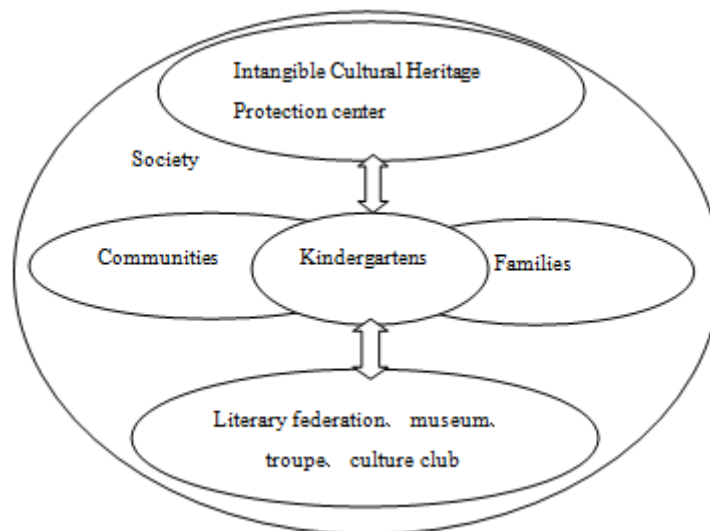 Intangible Cultural Heritage
Protection center
Society
Communities
Kindergartens
Families
Literary federation、 museum、
troupe、 culture club